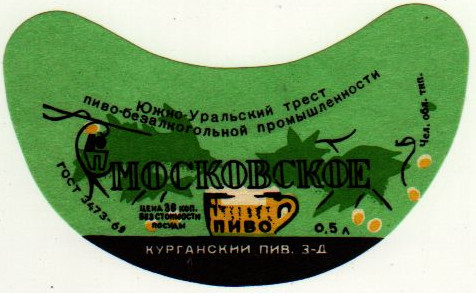 Южно-Уральский трест
пиво-безалкогольной промышленности
Чел. обл. тип.
ГОСТ 3473-69
МОСКОВСКОЕ
ЦЕНА 36 коп.
БЕЗ СТОИМОСТИ
ПОСУДЫ
ПИВО
0,5 л
КУРГАНСКИЙ ПИВ. З-Д